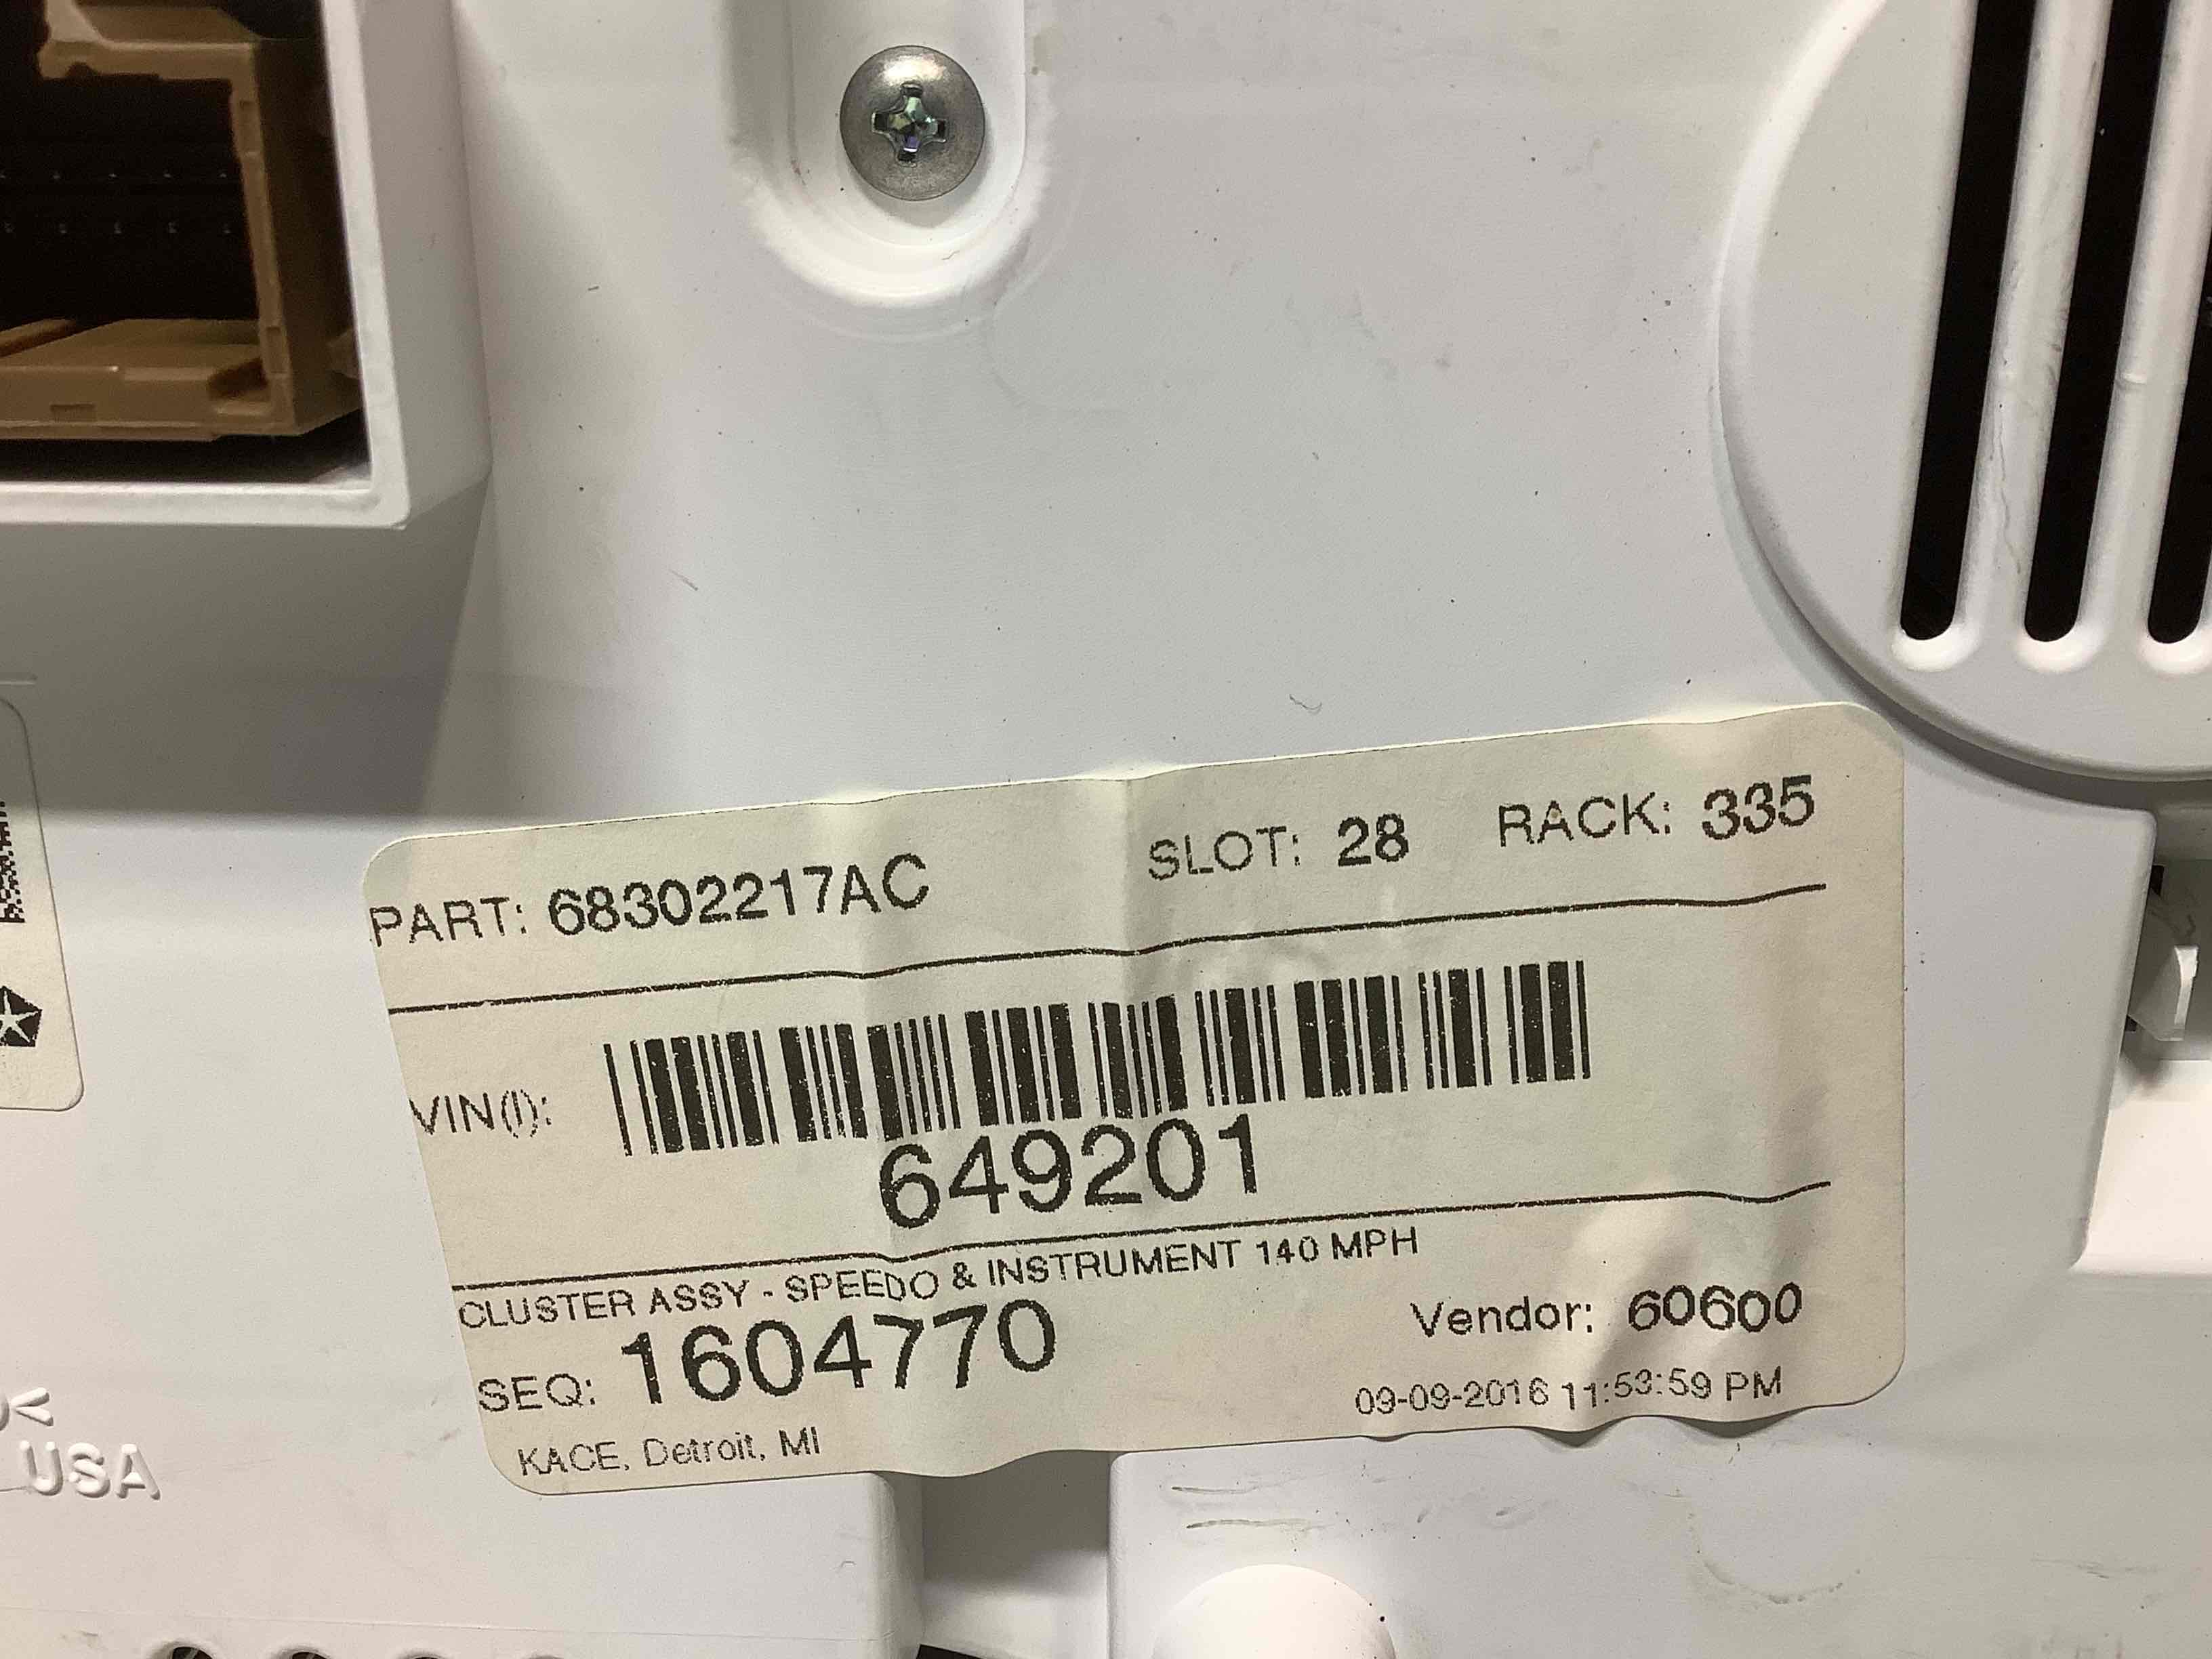 PART: 68302217AC SLOT: 28 RACK: 335
VIN(I):
649201
CLUSTER ASSY - SPEEDO & INSTRUMENT 140 MPH
SEQ: 1604770 Vendor: 60600
09-09-2016 11:53:59 PM
KACE, Detroit, MI
USA